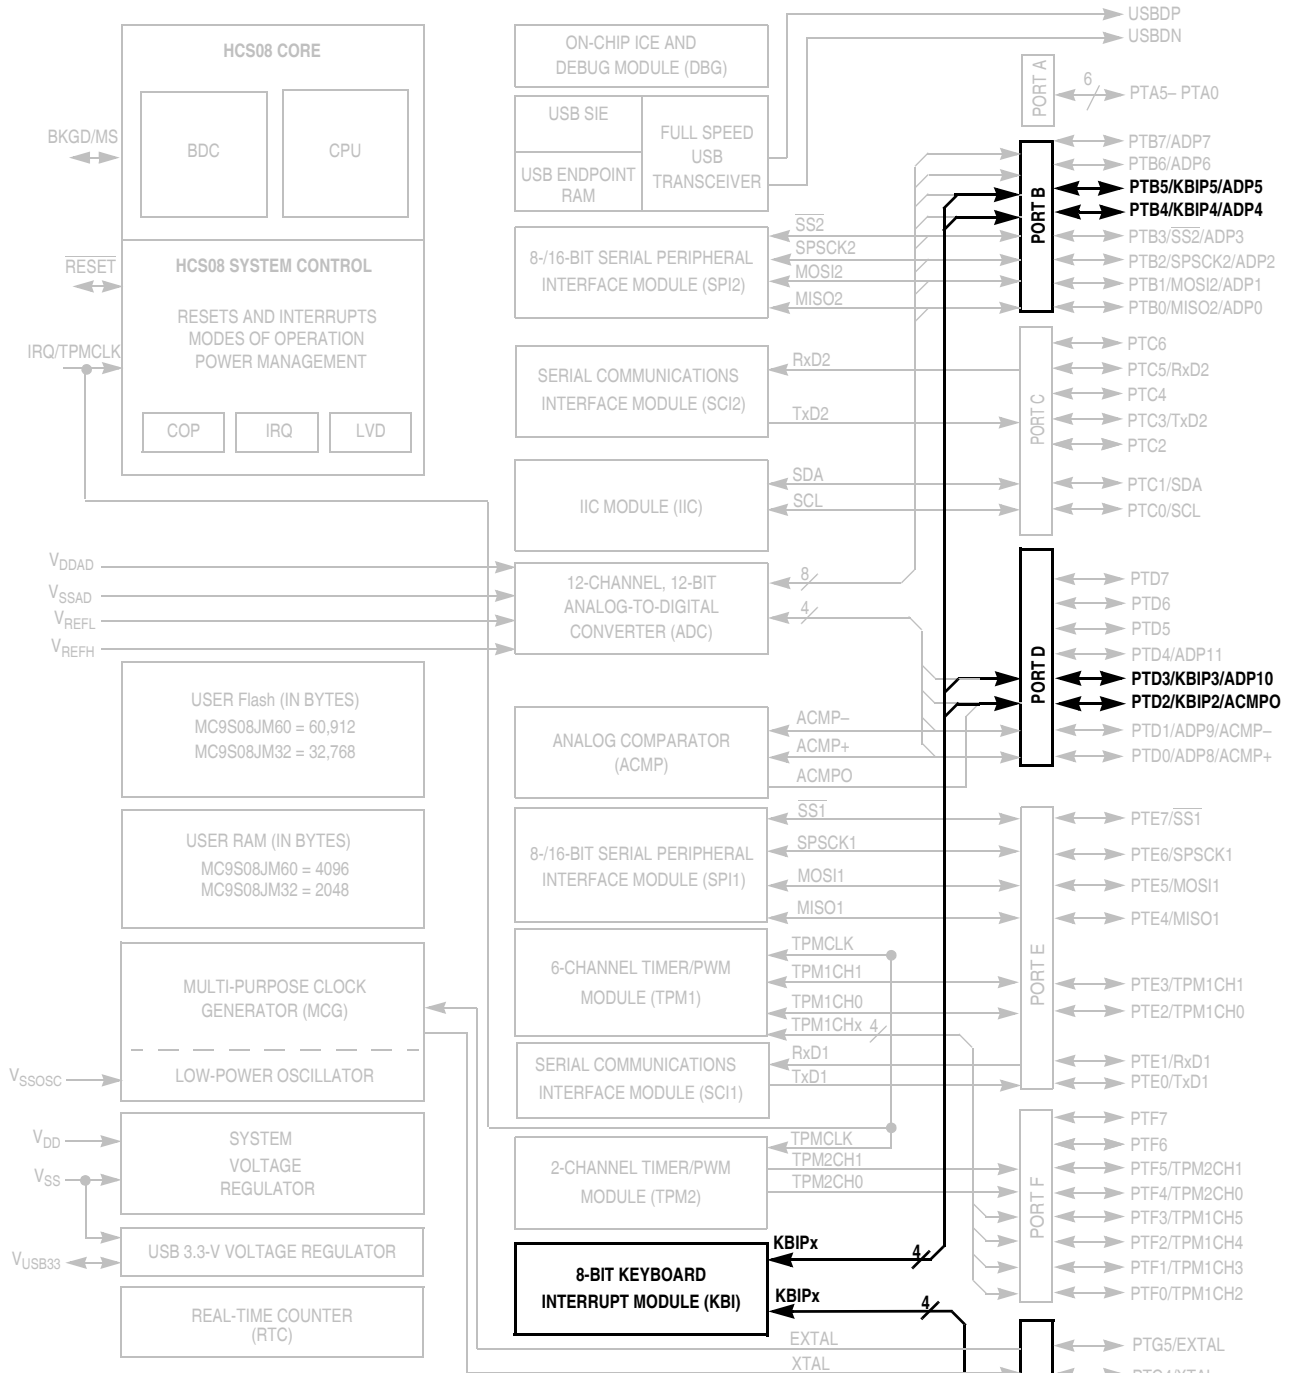 HCS08 CORE
BDC
CPU
BKGD/MS
RESET
HCS08 SYSTEM CONTROL
RESETS AND INTERRUPTS
MODES OF OPERATION
POWER MANAGEMENT
IRQ/TPMCLK
COP
IRQ
LVD
VDDAD
VSSAD
VREFL
VREFH
USER Flash (IN BYTES)
MC9S08JM60 = 60,912
MC9S08JM32 = 32,768
USER RAM (IN BYTES)
MC9S08JM60 = 4096
MC9S08JM32 = 2048
MULTI-PURPOSE CLOCK
GENERATOR (MCG)
LOW-POWER OSCILLATOR
VSSOSC
VDD
VSS
SYSTEM
VOLTAGE
REGULATOR
VUSB33
USB 3.3-V VOLTAGE REGULATOR
REAL-TIME COUNTER
(RTC)
ON-CHIP ICE AND
DEBUG MODULE (DBG)
USB SIE
USB ENDPOINT
RAM
FULL SPEED
USB
TRANSCEIVER
8-/16-BIT SERIAL PERIPHERAL
INTERFACE MODULE (SPI2)
SS2
SPSCK2
MOSI2
MISO2
SERIAL COMMUNICATIONS
INTERFACE MODULE (SCI2)
RxD2
TxD2
IIC MODULE (IIC)
SDA
SCL
12-CHANNEL, 12-BIT
ANALOG-TO-DIGITAL
CONVERTER (ADC)
8
4
ANALOG COMPARATOR
(ACMP)
ACMP–
ACMP+
ACMPO
8-/16-BIT SERIAL PERIPHERAL
INTERFACE MODULE (SPI1)
SS1
SPSCK1
MOSI1
MISO1
6-CHANNEL TIMER/PWM
MODULE (TPM1)
TPMCLK
TPM1CH1
TPM1CH0
TPM1CHx 4
SERIAL COMMUNICATIONS
INTERFACE MODULE (SCI1)
RxD1
TxD1
2-CHANNEL TIMER/PWM
MODULE (TPM2)
TPMCLK
TPM2CH1
TPM2CH0
8-BIT KEYBOARD
INTERRUPT MODULE (KBI)
KBIPx
4
KBIPx
4
EXTAL
XTAL
USBDP
USBDN
PORT A
6
PTA5– PTA0
PORT B
PTB7/ADP7
PTB6/ADP6
PTB5/KBIP5/ADP5
PTB4/KBIP4/ADP4
PTB3/SS2/ADP3
PTB2/SPSCK2/ADP2
PTB1/MOSI2/ADP1
PTB0/MISO2/ADP0
PORT C
PTC6
PTC5/RxD2
PTC4
PTC3/TxD2
PTC2
PTC1/SDA
PTC0/SCL
PORT D
PTD7
PTD6
PTD5
PTD4/ADP11
PTD3/KBIP3/ADP10
PTD2/KBIP2/ACMPO
PTD1/ADP9/ACMP–
PTD0/ADP8/ACMP+
PORT E
PTE7/SS1
PTE6/SPSCK1
PTE5/MOSI1
PTE4/MISO1
PTE3/TPM1CH1
PTE2/TPM1CH0
PTE1/RxD1
PTE0/TxD1
PORT F
PTF7
PTF6
PTF5/TPM2CH1
PTF4/TPM2CH0
PTF3/TPM1CH5
PTF2/TPM1CH4
PTF1/TPM1CH3
PTF0/TPM1CH2
PTG5/EXTAL